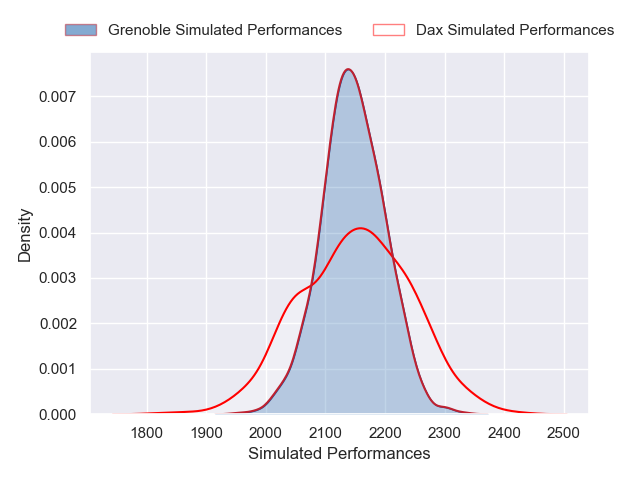 Grenoble Simulated Performances Dax Simulated Performances
0.007
0.006
0.005
0.004
0.003
0.002
0.001
0.000
Density
1800 1900 2000 2100 2200 2300 2400 2500
Simulated Performances